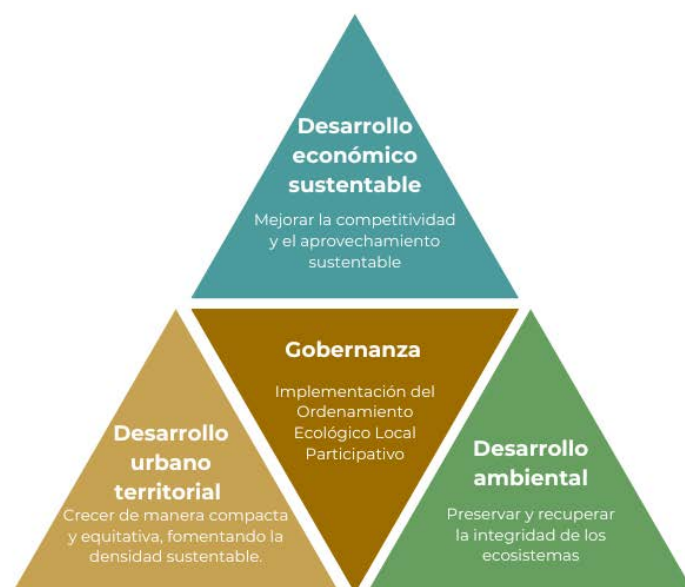 Desarrollo
económico
sustentable
Mejorar la competitividad
y el aprovechamiento
sustentable
Gobernanza
Implementación del
Ordenamiento
Ecológico Local
Participativo
Desarrollo
urbano
territorial
Crecer de manera compacta
y equitativa, fomentando la
densidad sustentable.
Desarrollo
ambiental
Preservar y recuperar
la integridad de los
ecosistemas